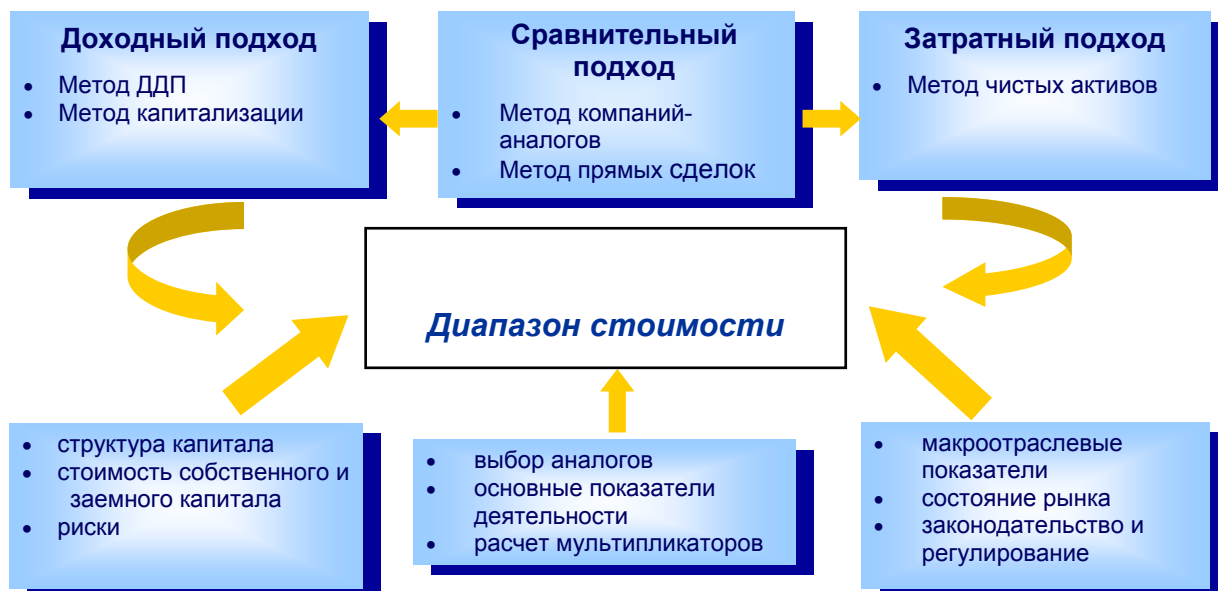 Доходный подход
• Метод ДДП
• Метод капитализации
Сравнительный
подход
• Метод компаний-
аналогов
• Метод прямых сделок
Затратный подход
• Метод чистых активов
Диапазон стоимости
• структура капитала
• стоимость собственного и
заемного капитала
• риски
• выбор аналогов
• основные показатели
деятельности
• расчет мультипликаторов
• макроотраслевые
показатели
• состояние рынка
• законодательство и
регулирование